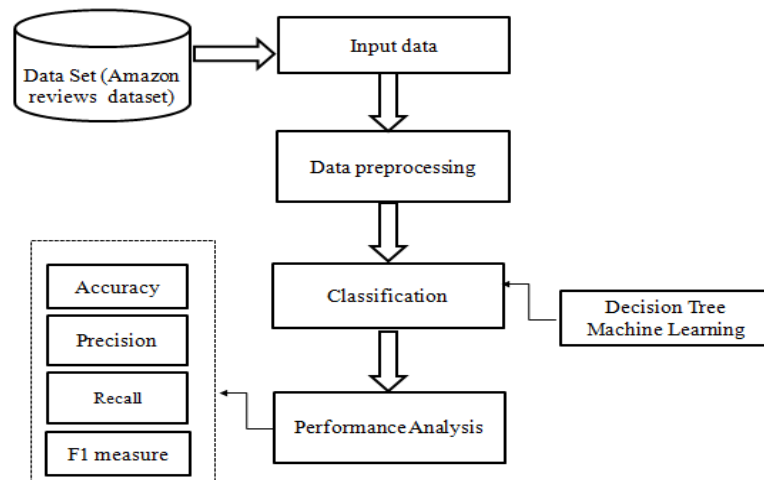 Input data
Data Set (Amazon
reviews dataset)
Data preprocessing
Classification
Decision Tree
Machine Learning
Performance Analysis
Accuracy
Precision
Recall
F1 measure